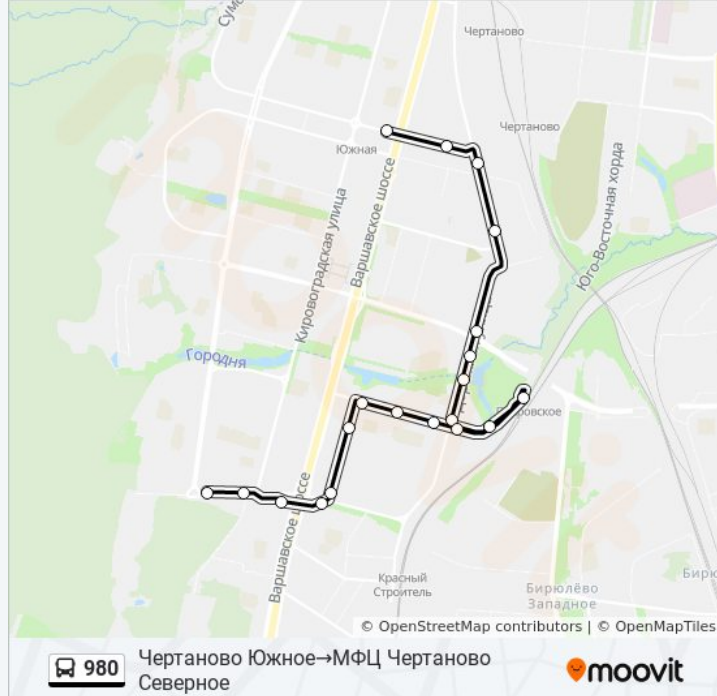 Сумс
Чертаново
Чертаново
Южная
Варшавское шоссе
Кировоградская улица
Юго-Восточная хорда
Городня
Варшавское шоссе
Красный
Строитель
Бирюлёво
Западное
© OpenStreetMap contributors | © OpenMapTiles
980
Чертаново Южное→МФЦ Чертаново
Северное
moovit